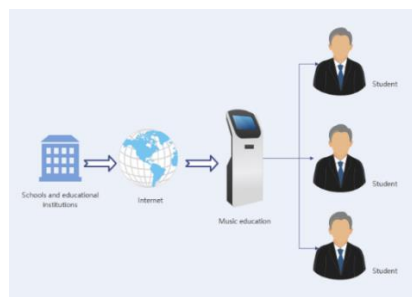 Schools and educational
institutions
Internet
Music education
Student
Student
Student